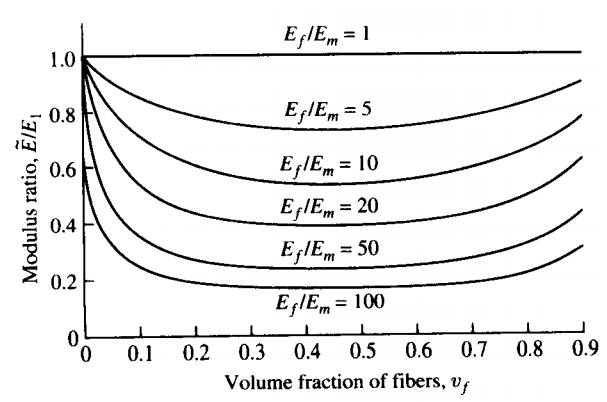 E_f/E_m = 1
1.0
E_f/E_m = 5
0.8
E_f/E_m = 10
0.6
E_f/E_m = 20
0.4
E_f/E_m = 50
0.2
E_f/E_m = 100
0
Modulus ratio, Ẽ/E_1
0 0.1 0.2 0.3 0.4 0.5 0.6 0.7 0.8 0.9
Volume fraction of fibers, v_f